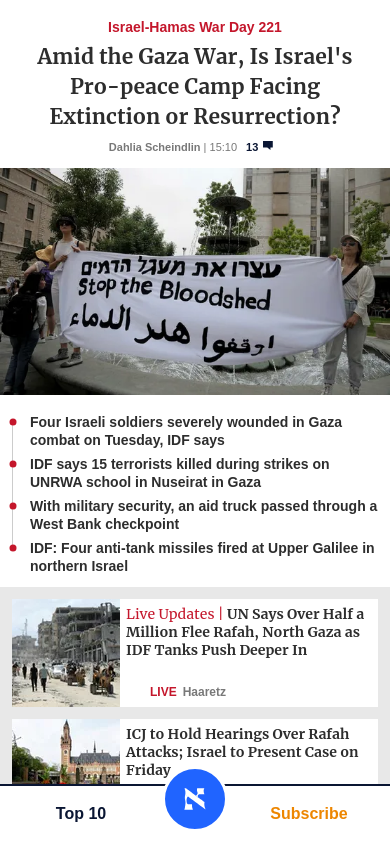 Israel-Hamas War Day 221
Amid the Gaza War, Is Israel's
Pro-peace Camp Facing
Extinction or Resurrection?
Dahlia Scheindlin | 15:10 13
עצרו את מעגל הדמים
Stop the Bloodshed
اوقفوا هدر الدماء
Four Israeli soldiers severely wounded in Gaza
combat on Tuesday, IDF says
IDF says 15 terrorists killed during strikes on
UNRWA school in Nuseirat in Gaza
With military security, an aid truck passed through a
West Bank checkpoint
IDF: Four anti-tank missiles fired at Upper Galilee in
northern Israel
Live Updates | UN Says Over Half a
Million Flee Rafah, North Gaza as
IDF Tanks Push Deeper In
LIVE Haaretz
ICJ to Hold Hearings Over Rafah
Attacks; Israel to Present Case on
Friday
Top 10
Subscribe